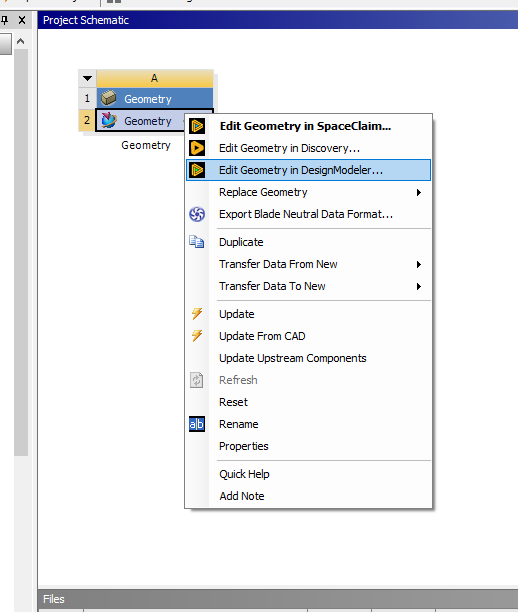 Project Schematic
A
1 Geometry
2 Geometry
Geometry
Edit Geometry in SpaceClaim...
Edit Geometry in Discovery...
Edit Geometry in DesignModeler...
Replace Geometry
Export Blade Neutral Data Format...
Duplicate
Transfer Data From New
Transfer Data To New
Update
Update From CAD
Update Upstream Components
Refresh
Reset
a|b Rename
Properties
Quick Help
Add Note
Files